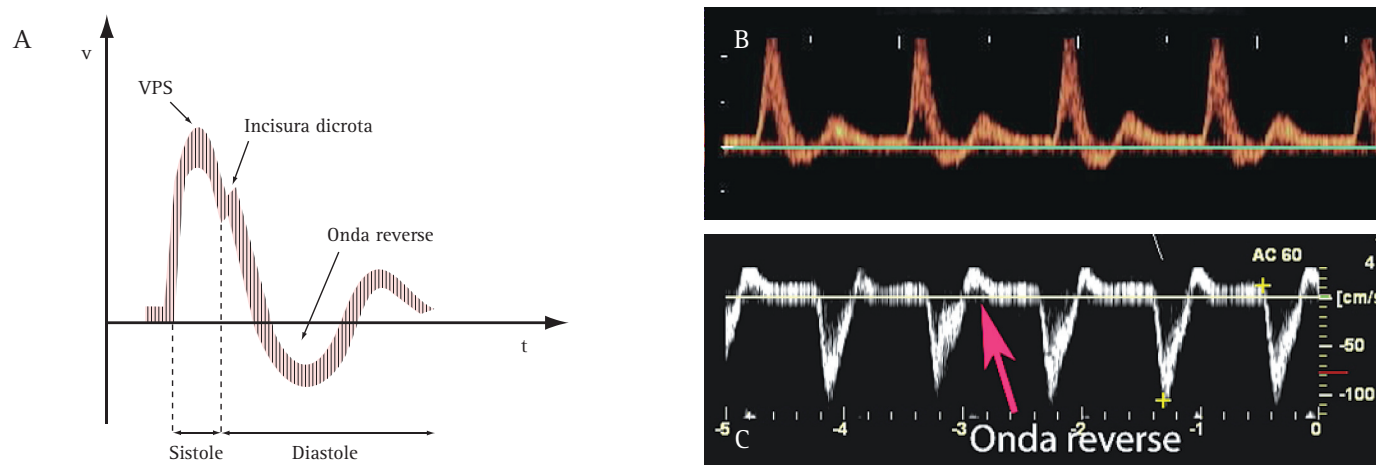 A
v
VPS
Incisura dicrota
Onda reverse
t
Sistole
Diastole
B
AC 60
4
[cm/s
-50
-100
-5
-4
-3
-2
-1
0
C
Onda reverse